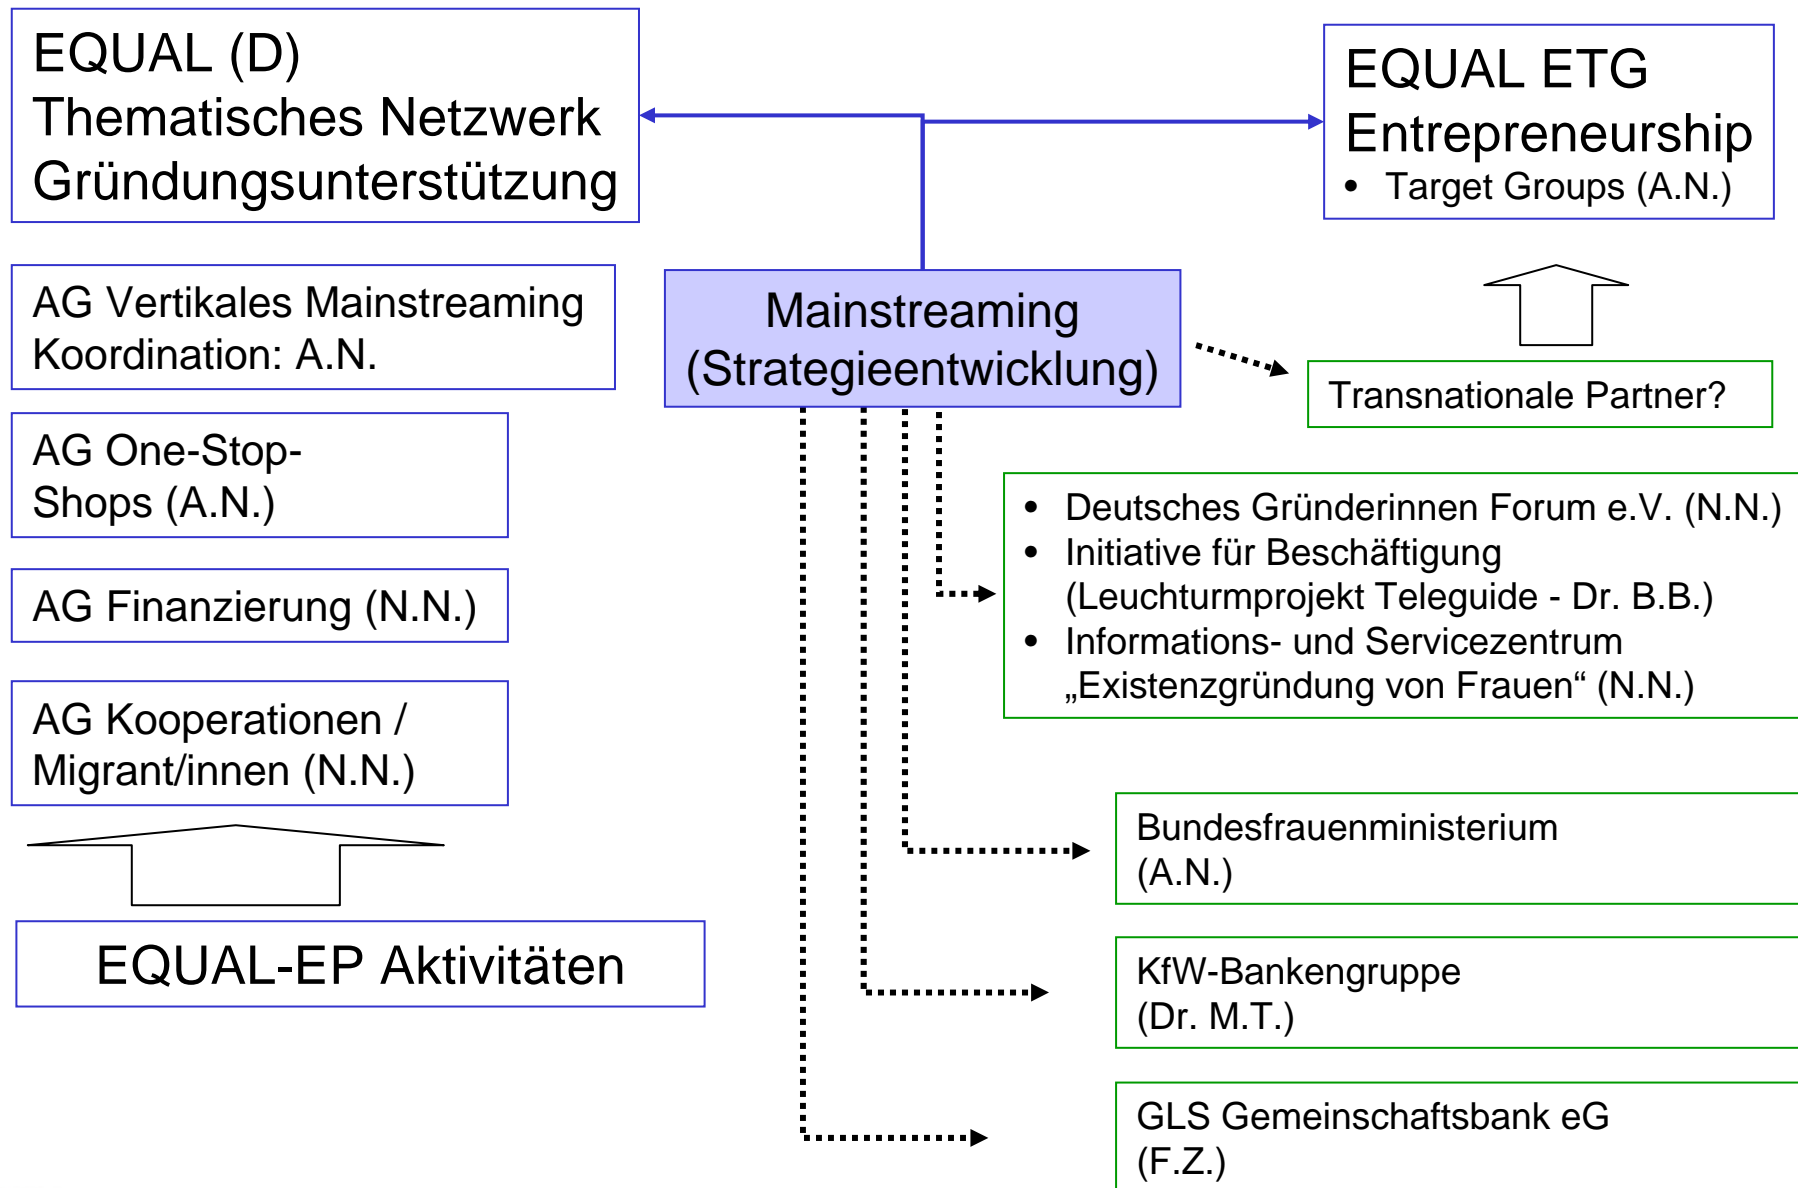 EQUAL (D)
Thematisches Netzwerk
Gründungsunterstützung
EQUAL ETG
Entrepreneurship
• Target Groups (A.N.)
AG Vertikales Mainstreaming
Koordination: A.N.
Mainstreaming
(Strategieentwicklung)
Transnationale Partner?
AG One-Stop-
Shops (A.N.)
AG Finanzierung (N.N.)
AG Kooperationen /
Migrant/innen (N.N.)
EQUAL-EP Aktivitäten
• Deutsches Gründerinnen Forum e.V. (N.N.)
• Initiative für Beschäftigung
(Leuchturmprojekt Teleguide - Dr. B.B.)
• Informations- und Servicezentrum
„Existenzgründung von Frauen“ (N.N.)
Bundesfrauenministerium
(A.N.)
KfW-Bankengruppe
(Dr. M.T.)
GLS Gemeinschaftsbank eG
(F.Z.)